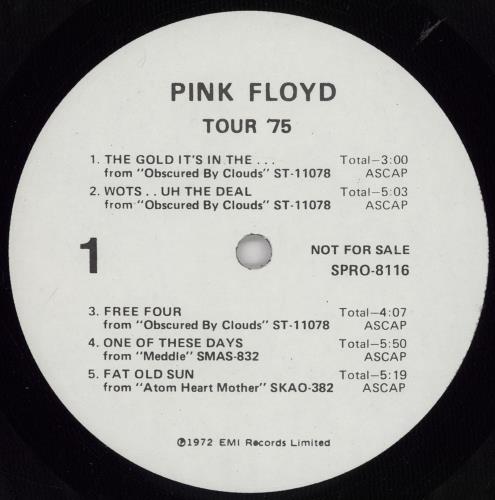 PINK FLOYD
TOUR '75
1. THE GOLD IT'S IN THE ... Total—3:00
from "Obscured By Clouds" ST-11078 ASCAP
2. WOTS .. UH THE DEAL Total—5:03
from "Obscured By Clouds" ST-11078 ASCAP
1
NOT FOR SALE
SPRO-8116
3. FREE FOUR Total—4:07
from "Obscured By Clouds" ST-11078 ASCAP
4. ONE OF THESE DAYS Total—5:50
from "Meddle" SMAS-832 ASCAP
5. FAT OLD SUN Total—5:19
from "Atom Heart Mother" SKAO-382 ASCAP
℗1972 EMI Records Limited